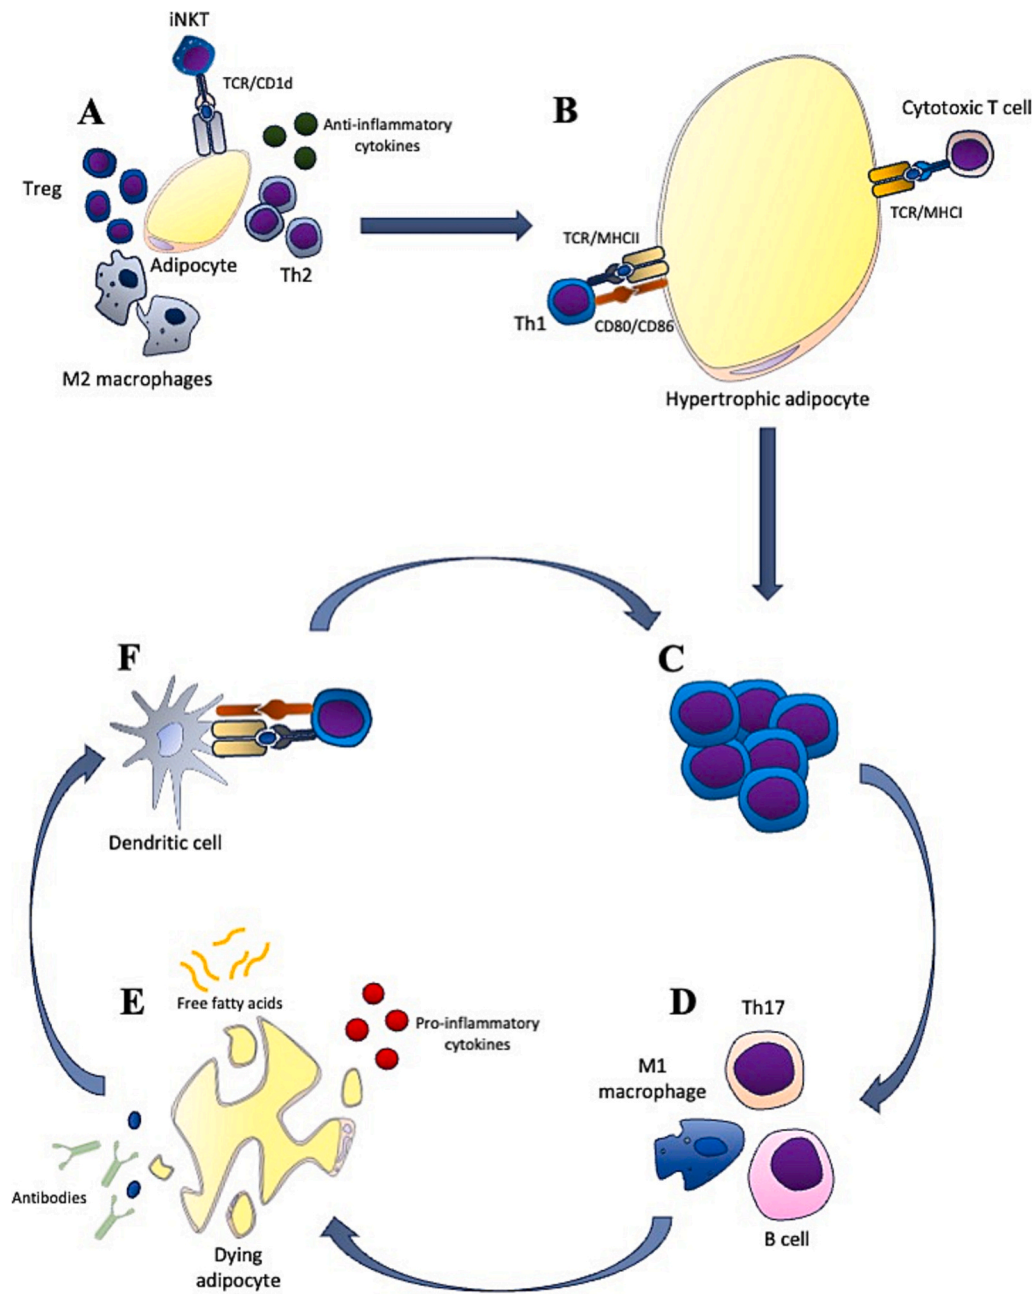 iNKT
TCR/CD1d
A
Anti-inflammatory
cytokines
Treg
Adipocyte
Th2
M2 macrophages
B
Cytotoxic T cell
TCR/MHCI
TCR/MHCII
Th1
CD80/CD86
Hypertrophic adipocyte
F
Dendritic cell
C
Free fatty acids
E
Pro-inflammatory
cytokines
Antibodies
Dying
adipocyte
D
Th17
M1
macrophage
B cell